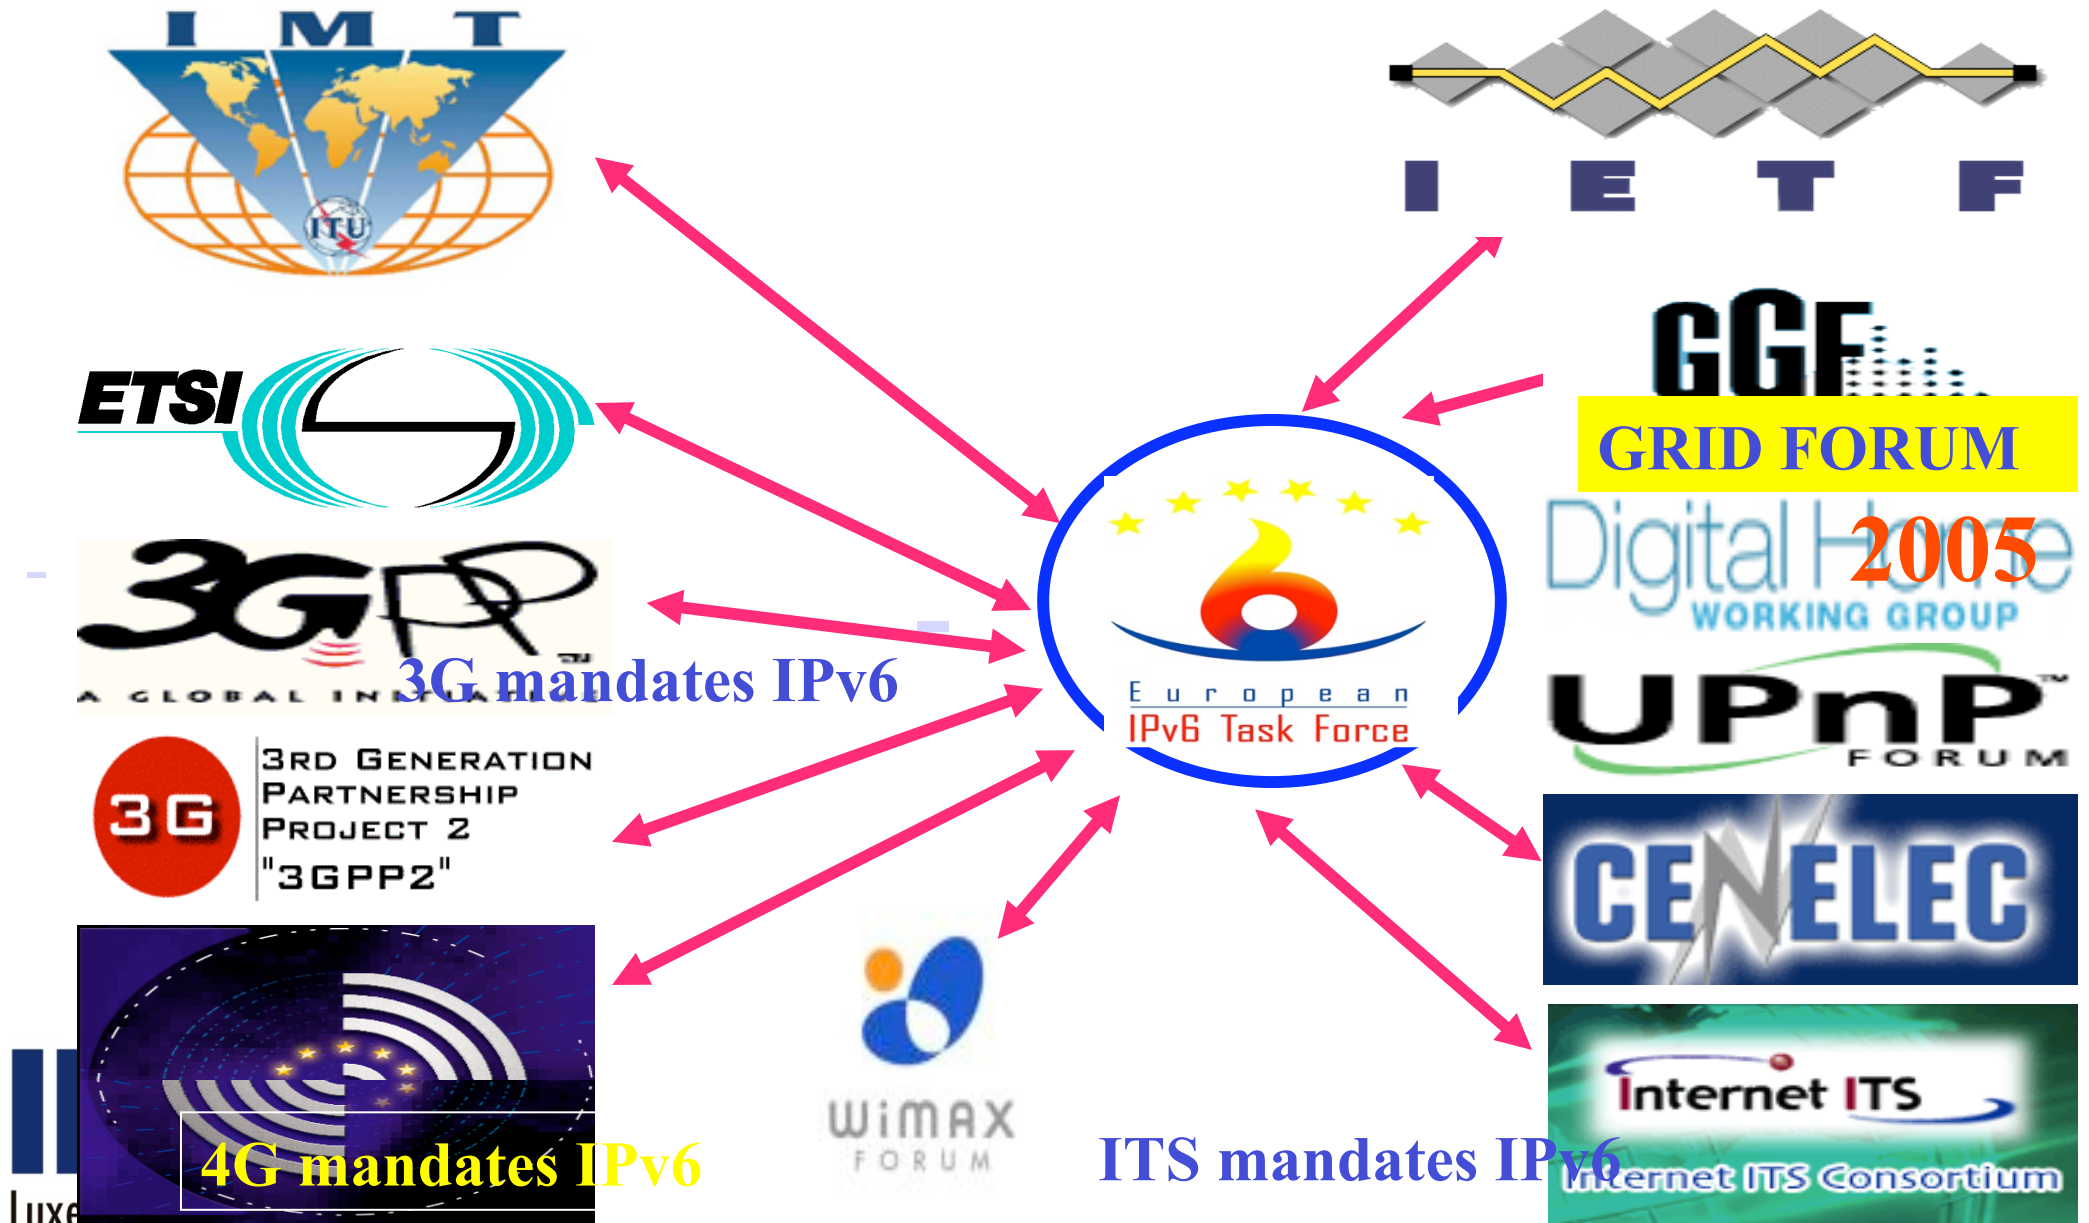 I M T
ITU
I E T F
ETSI
GGF
GRID FORUM
Digital Home
2005
WORKING GROUP
3GPP
TM
A GLOBAL INITIATIVE
3G mandates IPv6
European
IPv6 Task Force
UPnP
TM
FORUM
3G
3RD GENERATION
PARTNERSHIP
PROJECT 2
"3GPP2"
CENELEC
WiMAX
FORUM
4G mandates IPv6
ITS mandates IPv6
Internet ITS
Internet ITS Consortium